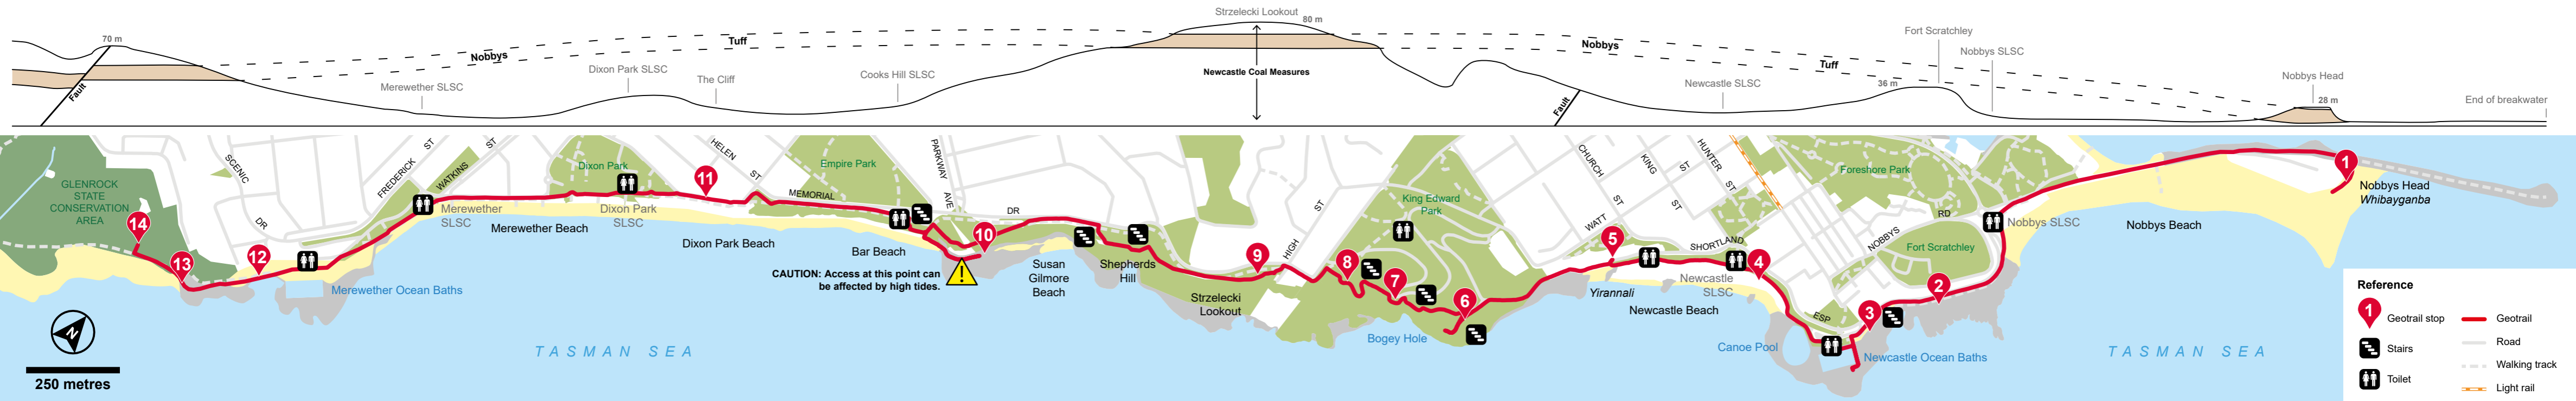 Strzelecki Lookout
80 m
70 m
Nobbys
Tuff
Nobbys
Tuff
Fort Scratchley
Nobbys SLSC
Fault
Merewether SLSC
Dixon Park SLSC
The Cliff
Cooks Hill SLSC
Newcastle Coal Measures
Fault
Newcastle SLSC
36 m
Nobbys Head
28 m
End of breakwater
GLENROCK
STATE
CONSERVATION
AREA
14
13
12
SCENIC
DR
FREDERICK ST
WATKINS ST
Merewether
SLSC
Merewether Beach
Merewether Ocean Baths
Dixon Park
Dixon Park
SLSC
11
HELEN ST
Dixon Park Beach
Empire Park
MEMORIAL
DR
PARKWAY AVE
Bar Beach
CAUTION: Access at this point can
be affected by high tides.
10
Susan
Gilmore
Beach
Shepherds
Hill
Strzelecki
Lookout
9
HIGH ST
8
7
6
King Edward
Park
Bogey Hole
CHURCH ST
WATT ST
KING ST
HUNTER ST
5
Yirannali
SHORTLAND
ESP
Newcastle
SLSC
Newcastle Beach
4
Canoe Pool
3
Newcastle Ocean Baths
2
Foreshore Park
Fort Scratchley
NOBBYS RD
Nobbys SLSC
Nobbys Beach
1
Nobbys Head
Whibayganba
N
250 metres
TASMAN SEA
TASMAN SEA
Reference
1 Geotrail stop
Stairs
Toilet
Geotrail
Road
Walking track
Light rail